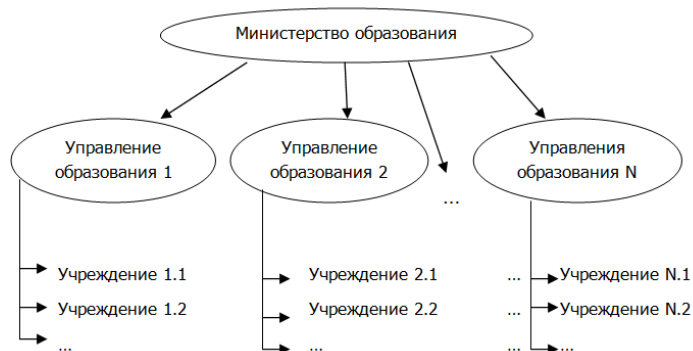 Министерство образования
Управление
образования 1
Управление
образования 2
...
Управления
образования N
Учреждение 1.1
Учреждение 2.1
...
Учреждение N.1
Учреждение 1.2
Учреждение 2.2
...
Учреждение N.2
...
...
...
...